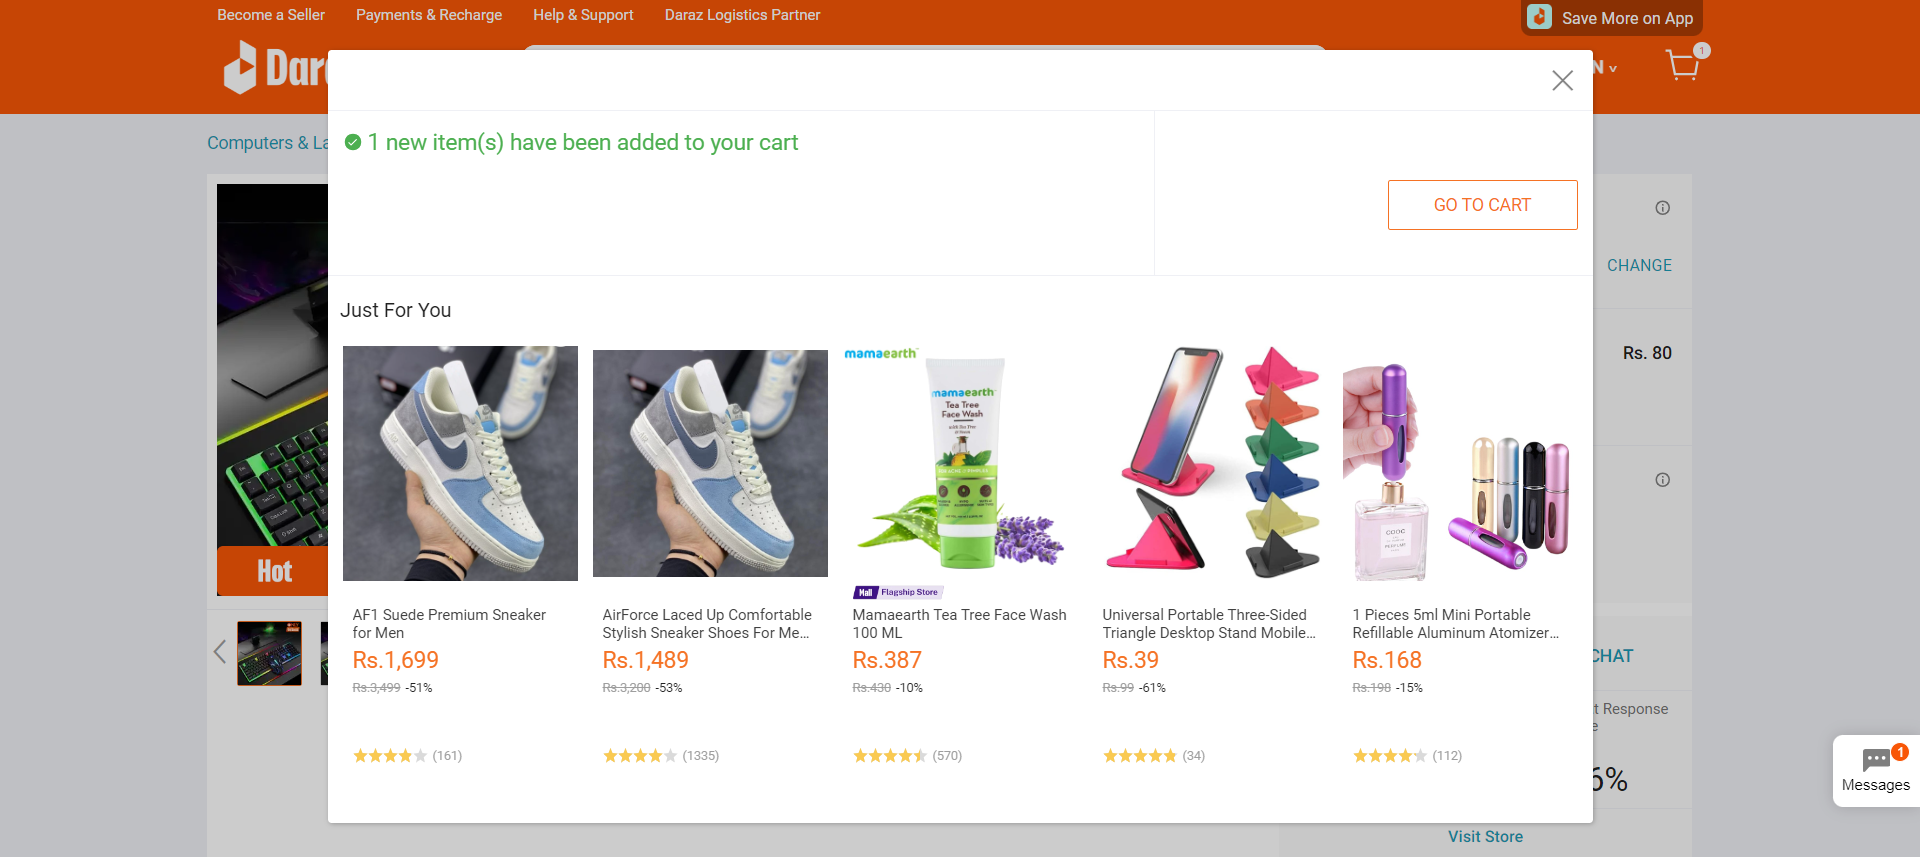 Become a Seller
Payments & Recharge
Help & Support
Daraz Logistics Partner
Save More on App
1
1 new item(s) have been added to your cart
GO TO CART
Computers &
CHANGE
Rs. 80
Just For You
Hot
mamaearth
mamaearth
Tea Tree
Face Wash
AF1 Suede Premium Sneaker
for Men
Rs.1,699
Rs.3,499 -51%
(161)
AirForce Laced Up Comfortable
Stylish Sneaker Shoes For Me...
Rs.1,489
Rs.3,200 -53%
(1335)
Mall Flagship Store
Mamaearth Tea Tree Face Wash
100 ML
Rs.387
Rs.430 -10%
(570)
Universal Portable Three-Sided
Triangle Desktop Stand Mobile...
Rs.39
Rs.99 -61%
(34)
1 Pieces 5ml Mini Portable
Refillable Aluminum Atomizer...
Rs.168
Rs.198 -15%
(112)
CHAT
Response
6%
Visit Store
1
Messages